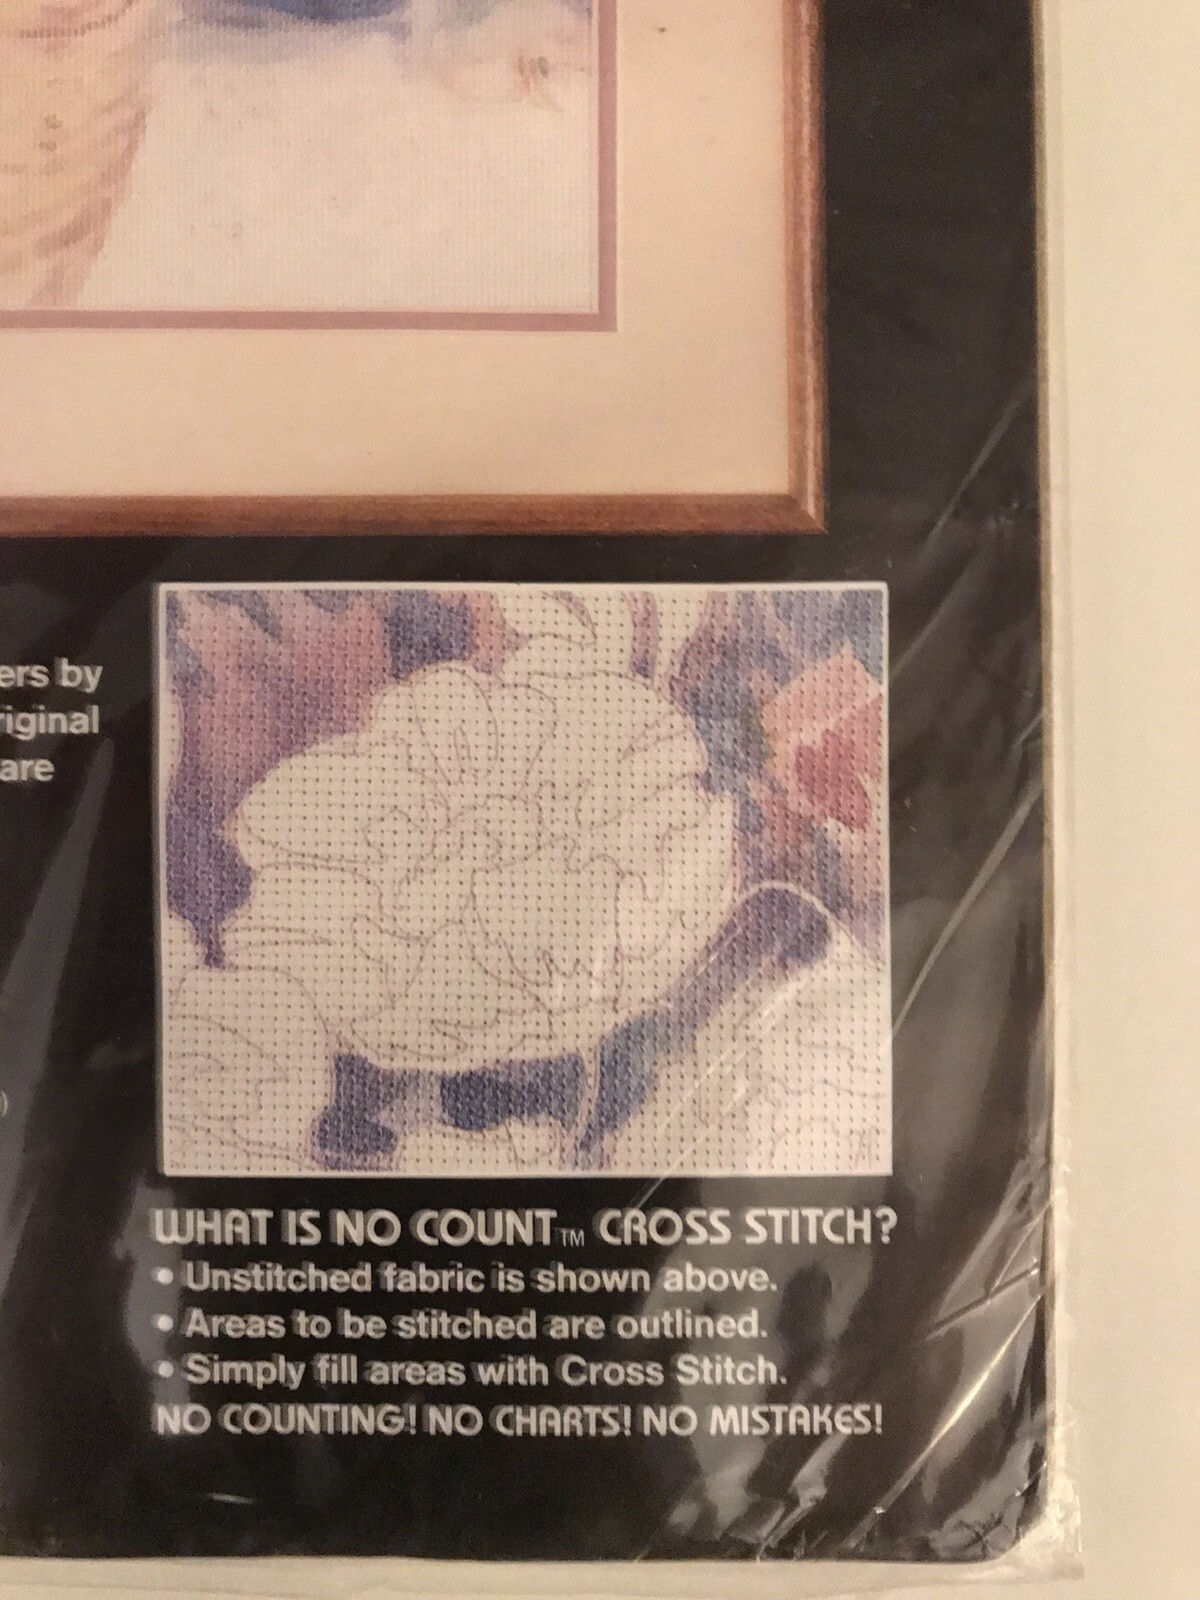 ers by
riginal
are
)
WHAT IS NO COUNT™ CROSS STITCH?
• Unstitched fabric is shown above.
• Areas to be stitched are outlined.
• Simply fill areas with Cross Stitch.
NO COUNTING! NO CHARTS! NO MISTAKES!